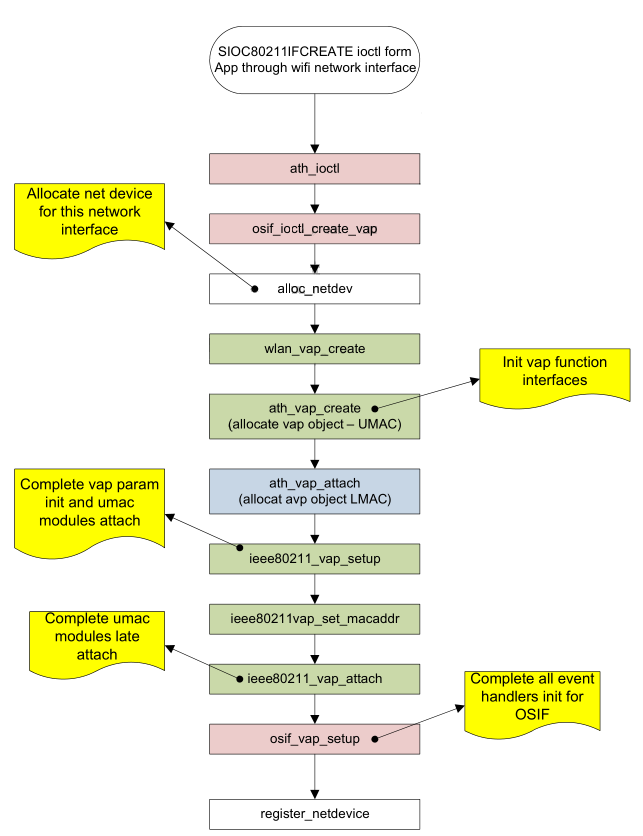 SIOC80211IFCREATE ioctl form
App through wifi network interface
ath_ioctl
Allocate net device
for this network
interface
osif_ioctl_create_vap
alloc_netdev
wlan_vap_create
Init vap function
interfaces
ath_vap_create
(allocate vap object – UMAC)
Complete vap param
init and umac
modules attach
ath_vap_attach
(allocat avp object LMAC)
ieee80211_vap_setup
ieee80211vap_set_macaddr
Complete umac
modules late
attach
ieee80211_vap_attach
Complete all event
handlers init for
OSIF
osif_vap_setup
register_netdevice